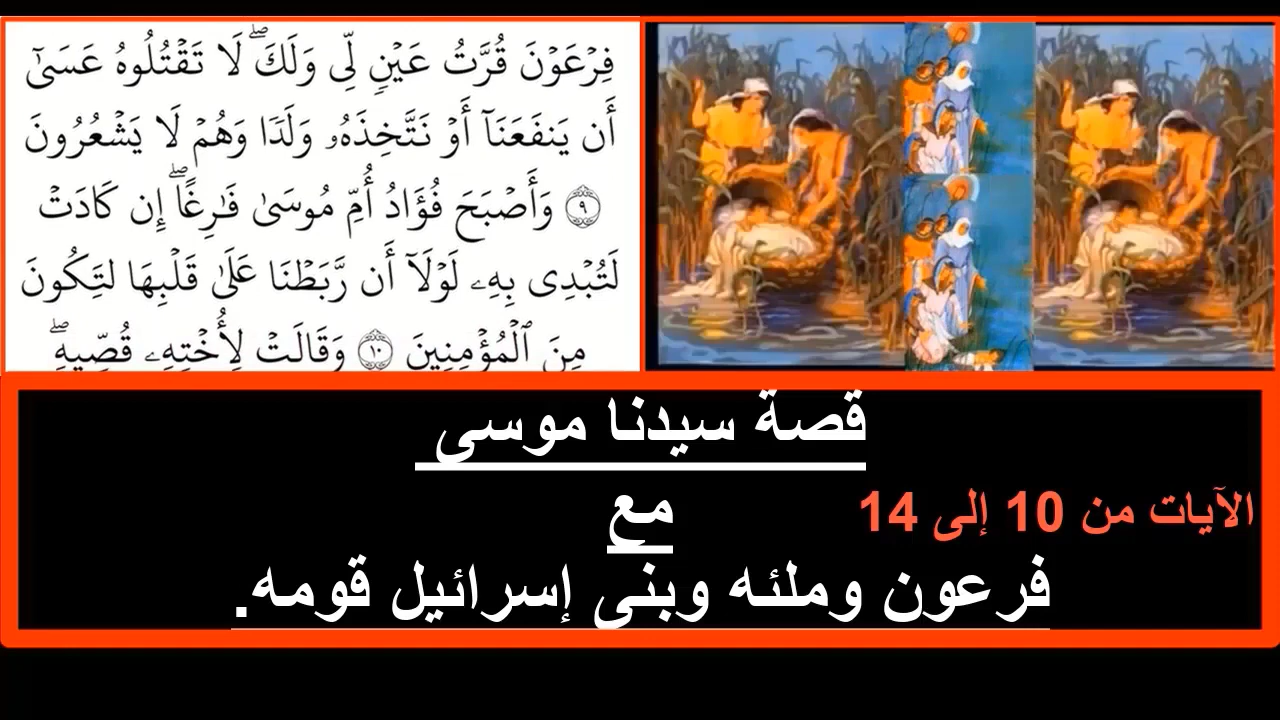 فِرْعَوْنَ قُرَّتُ عَيْنٍ لِّى وَلَكَ ۖ لَا تَقْتُلُوهُ عَسَىٰٓ
أَن يَنفَعَنَآ أَوْ نَتَّخِذَهُۥ وَلَدًا وَهُمْ لَا يَشْعُرُونَ
﴿٩﴾ وَأَصْبَحَ فُؤَادُ أُمِّ مُوسَىٰ فَٰرِغًا ۖ إِن كَادَتْ
لَتُبْدِى بِهِۦ لَوْلَآ أَن رَّبَطْنَا عَلَىٰ قَلْبِهَا لِتَكُونَ
مِنَ ٱلْمُؤْمِنِينَ ﴿١٠﴾ وَقَالَتْ لِأُخْتِهِۦ قُصِّيهِ ۖ
قصة سيدنا موسى
مع
الآيات من 10 إلى 14
فرعون وملئه وبنى إسرائيل قومه.